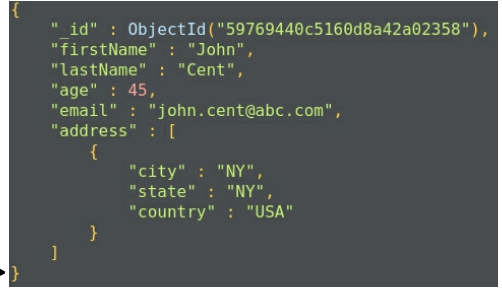 {
"_id" : ObjectId("59769440c5160d8a42a02358"),
"firstName" : "John",
"lastName" : "Cent",
"age" : 45,
"email" : "john.cent@abc.com",
"address" : [
{
"city" : "NY",
"state" : "NY",
"country" : "USA"
}
]
}